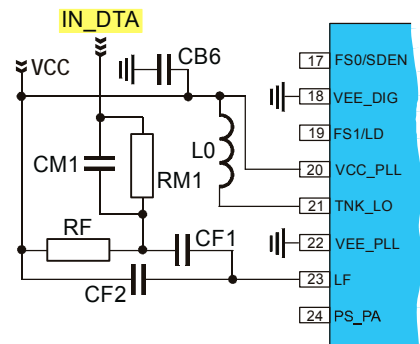 IN_DTA
VCC
CB6
CM1
RM1
L0
RF
CF1
CF2
17 FS0/SDEN
18 VEE_DIG
19 FS1/LD
20 VCC_PLL
21 TNK_LO
22 VEE_PLL
23 LF
24 PS_PA